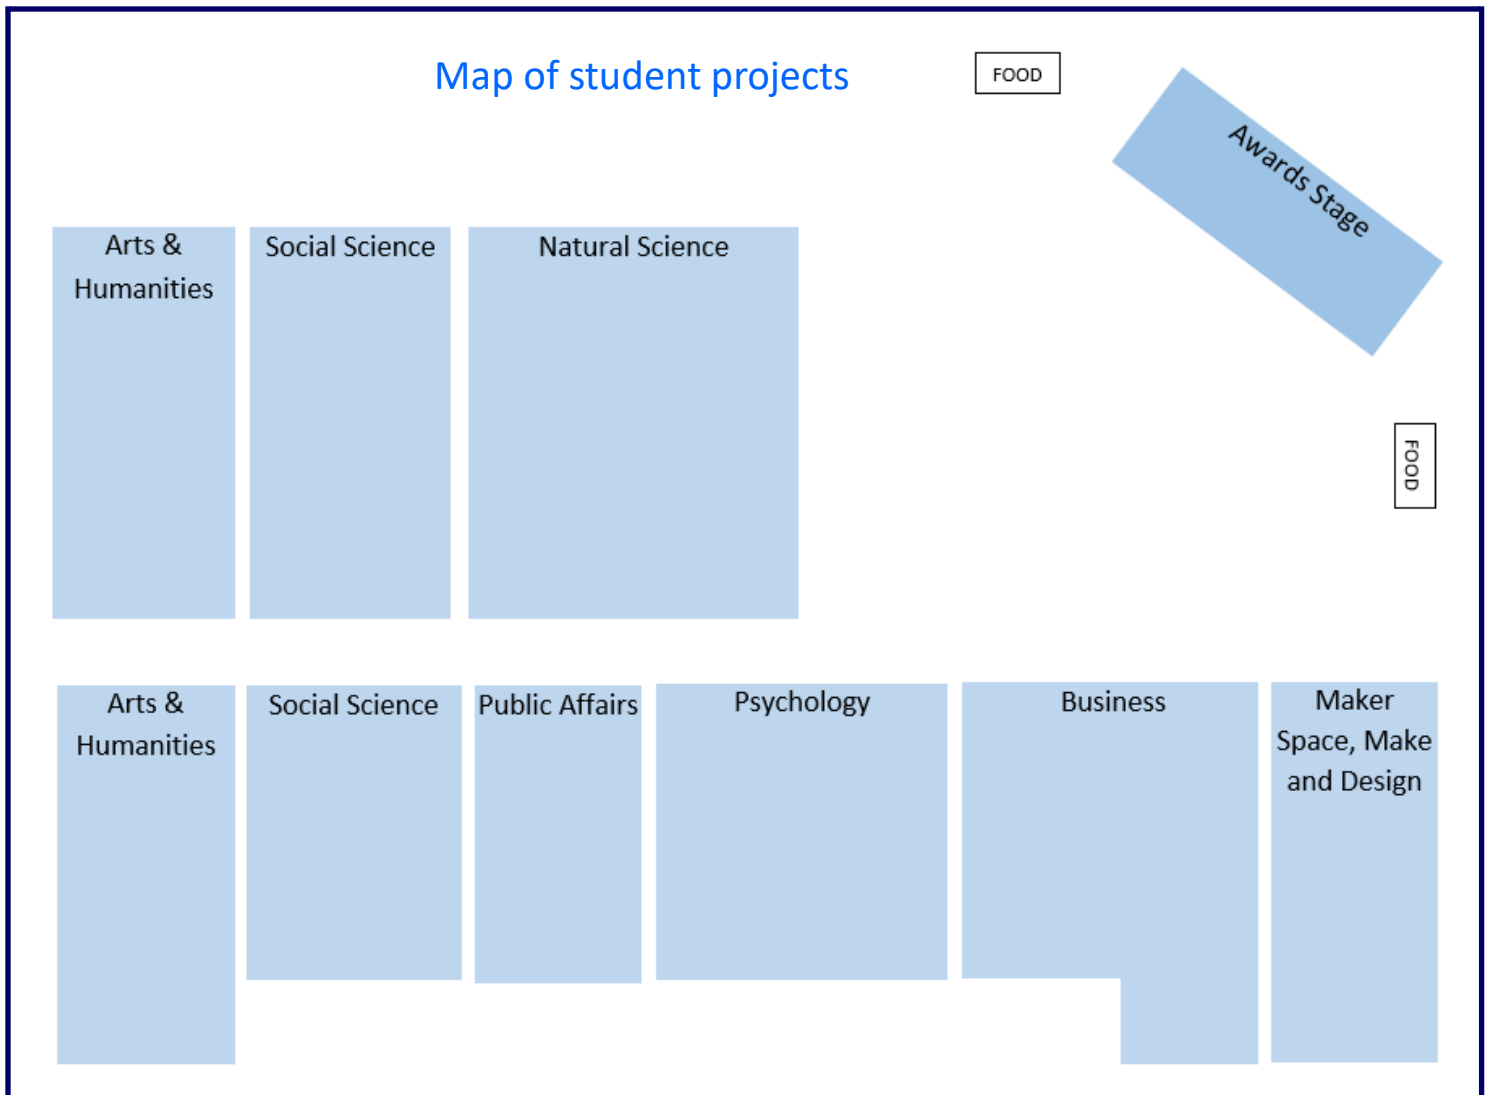 Map of student projects
FOOD
Awards Stage
Arts &
Humanities
Social Science
Natural Science
FOOD
Arts &
Humanities
Social Science
Public Affairs
Psychology
Business
Maker
Space, Make
and Design